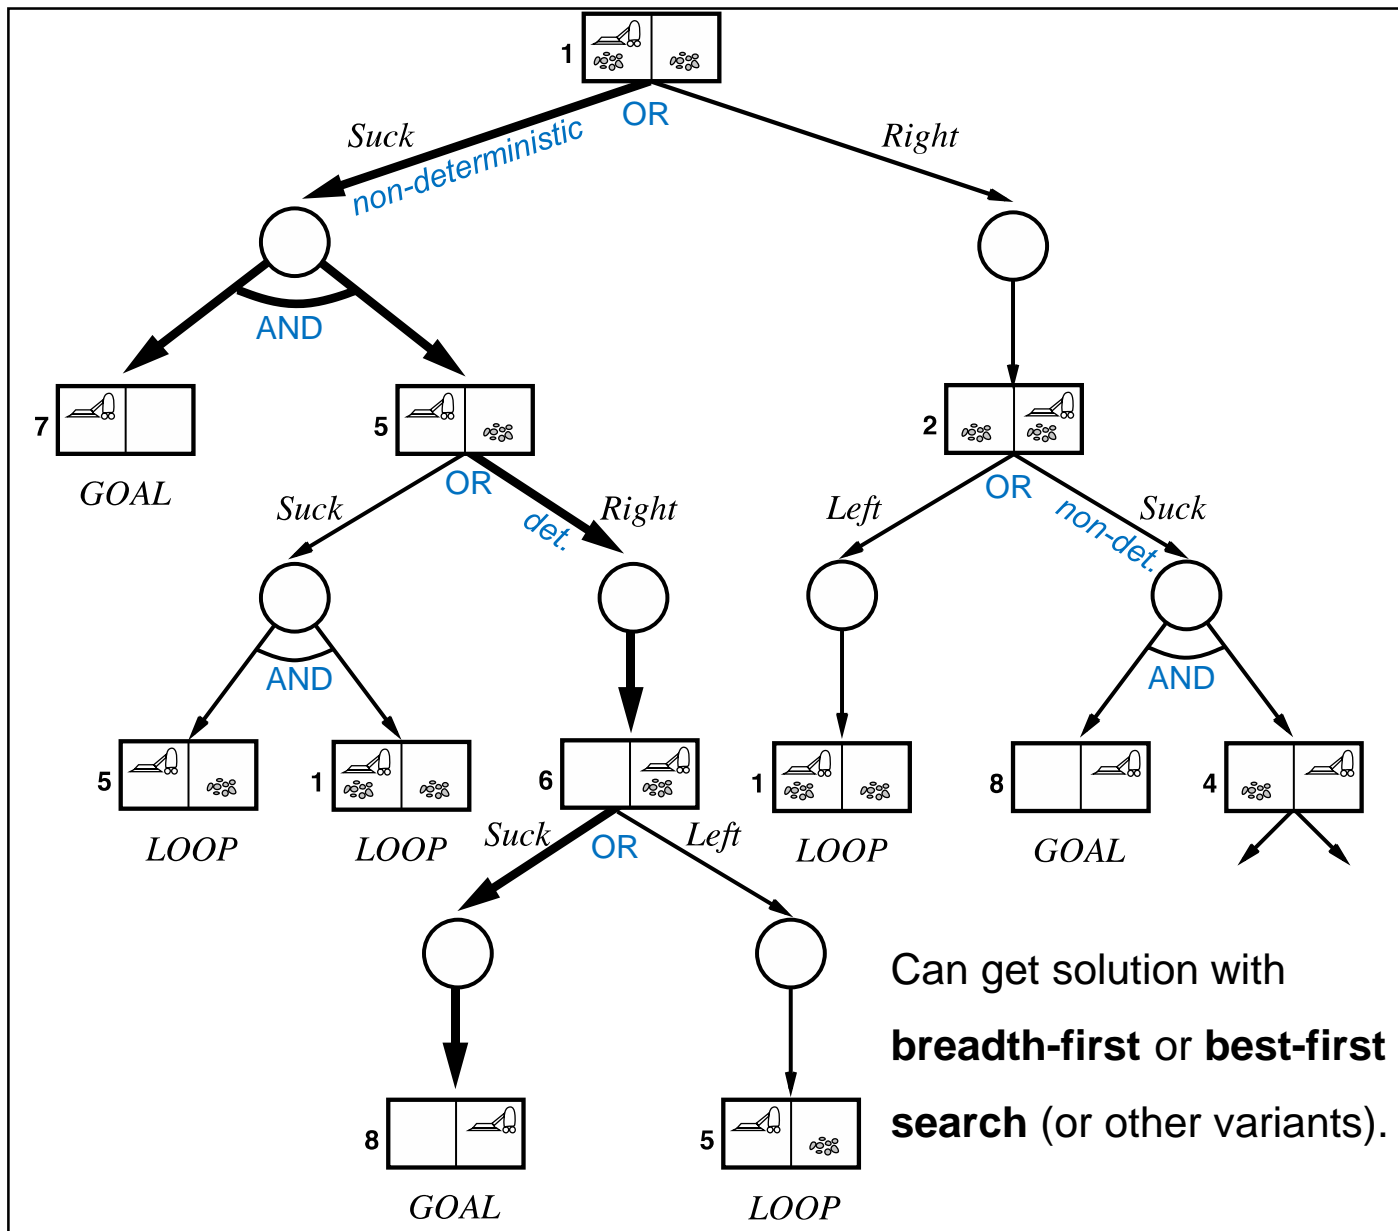 1
OR
Suck
Right
non-deterministic
AND
7
5
2
GOAL
OR
OR
Suck
det.
Right
Left
non-det.
Suck
AND
AND
5
1
6
1
8
4
LOOP
LOOP
Suck
OR
Left
LOOP
GOAL
Can get solution with
breadth-first or best-first
search (or other variants).
8
5
GOAL
LOOP